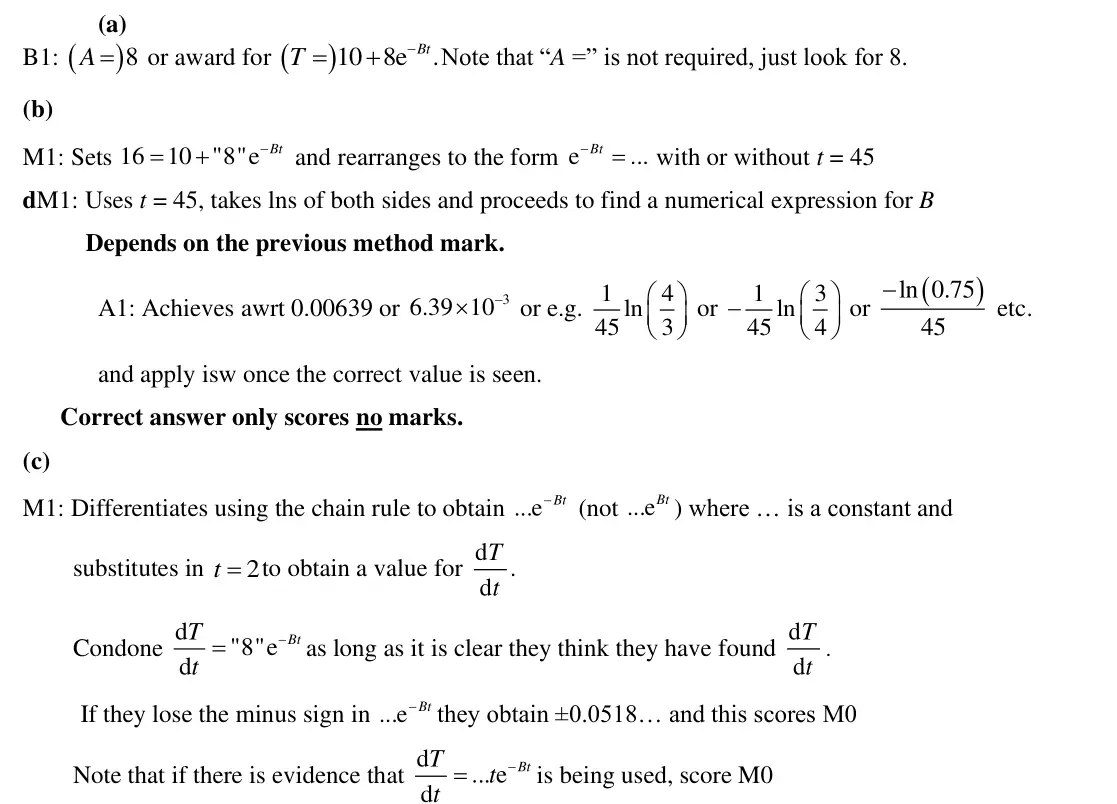 (a)
B1: (A =)8 or award for (T =)10+8e^{−Bt}. Note that “A =” is not required, just look for 8.
(b)
M1: Sets 16 = 10 + "8"e^{−Bt} and rearranges to the form e^{−Bt} = ... with or without t = 45
dM1: Uses t = 45, takes lns of both sides and proceeds to find a numerical expression for B
Depends on the previous method mark.
A1: Achieves awrt 0.00639 or 6.39×10^{−3} or e.g. \frac{1}{45}ln(\frac{4}{3}) or −\frac{1}{45}ln(\frac{3}{4}) or \frac{−ln(0.75)}{45} etc.
and apply isw once the correct value is seen.
Correct answer only scores no marks.
(c)
M1: Differentiates using the chain rule to obtain ...e^{−Bt} (not ...e^{Bt}) where … is a constant and
substitutes in t = 2 to obtain a value for \frac{dT}{dt}.
Condone \frac{dT}{dt} = "8"e^{−Bt} as long as it is clear they think they have found \frac{dT}{dt}.
If they lose the minus sign in ...e^{−Bt} they obtain ±0.0518… and this scores M0
Note that if there is evidence that \frac{dT}{dt} = ...te^{−Bt} is being used, score M0